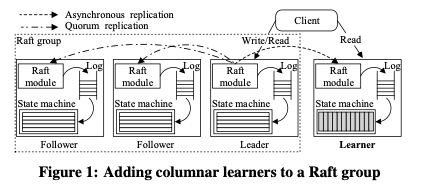 Asynchronous replication
Quorum replication
Client
Raft group
Write/Read
Read
Raft
module
Log
State machine
Follower
Raft
module
Log
State machine
Follower
Raft
module
Log
State machine
Leader
Raft
module
Log
State machine
Learner
Figure 1: Adding columnar learners to a Raft group